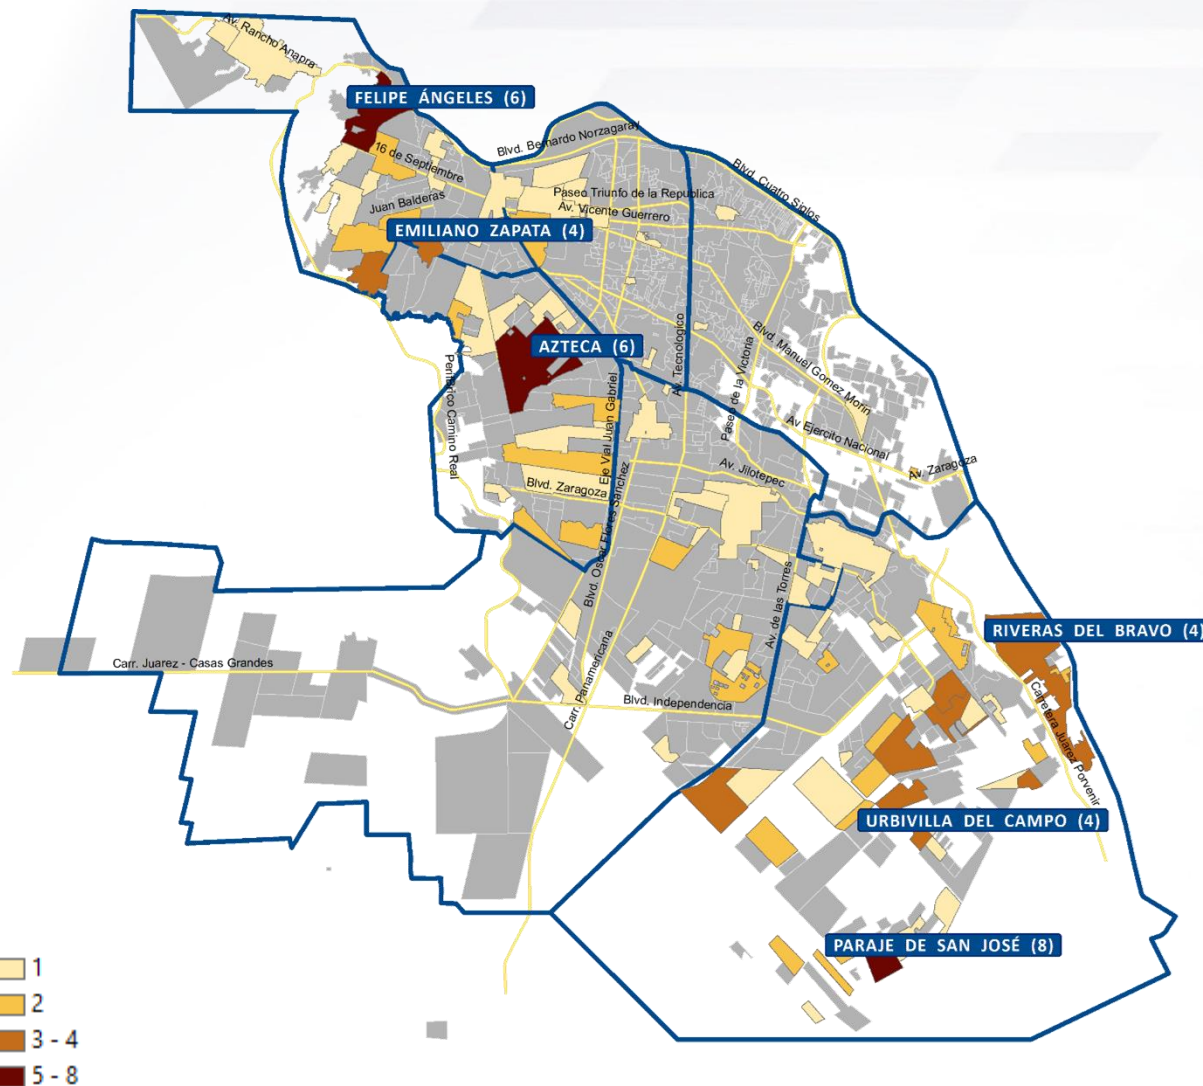 Av. Rancho Anapra
FELIPE ÁNGELES (6)
Blvd. Bernardo Norzagaray
16 de Septiembre
Blvd. Cuatro Siglos
Paseo Triunfo de la Republica
Juan Balderas
Av. Vicente Guerrero
EMILIANO ZAPATA (4)
AZTECA (6)
Av. Tecnologico
Blvd. Manuel Gomez Morin
Paseo de la Victoria
Periferico Camino Real
Eje Vial Juan Gabriel
Av Ejercito Nacional
Av. Zaragoza
Av. Jilotepec
Blvd. Zaragoza
Blvd. Oscar Flores Sanchez
Av. de las Torres
RIVERAS DEL BRAVO (4)
Carr. Juarez - Casas Grandes
Carr. Panamericana
Blvd. Independencia
Carretera Juarez Porvenir
URBIVILLA DEL CAMPO (4)
PARAJE DE SAN JOSÉ (8)
1
2
3 - 4
5 - 8